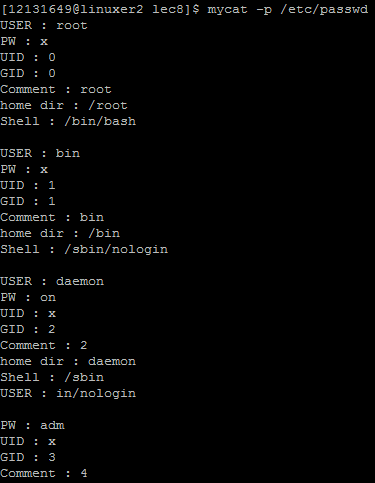 [12131649@linuxer2 lec8]$ mycat -p /etc/passwd
USER : root
PW : x
UID : 0
GID : 0
Comment : root
home dir : /root
Shell : /bin/bash
USER : bin
PW : x
UID : 1
GID : 1
Comment : bin
home dir : /bin
Shell : /sbin/nologin
USER : daemon
PW : on
UID : x
GID : 2
Comment : 2
home dir : daemon
Shell : /sbin
USER : in/nologin
PW : adm
UID : x
GID : 3
Comment : 4